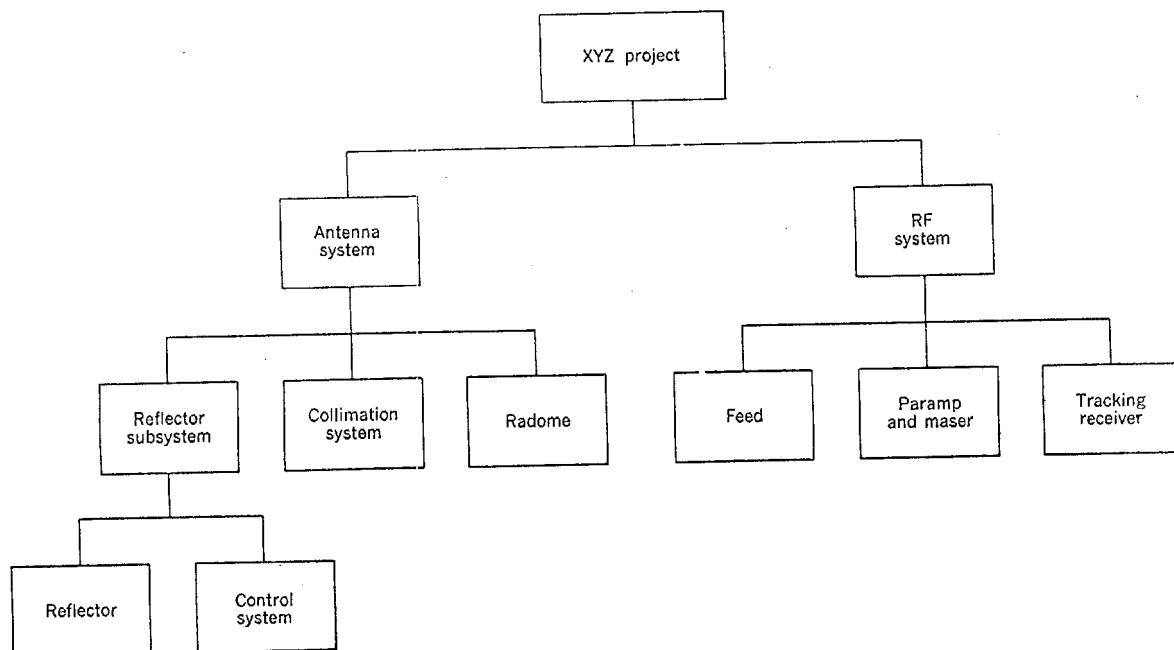 XYZ project
Antenna
system
RF
system
Reflector
subsystem
Collimation
system
Radome
Feed
Paramp
and maser
Tracking
receiver
Reflector
Control
system